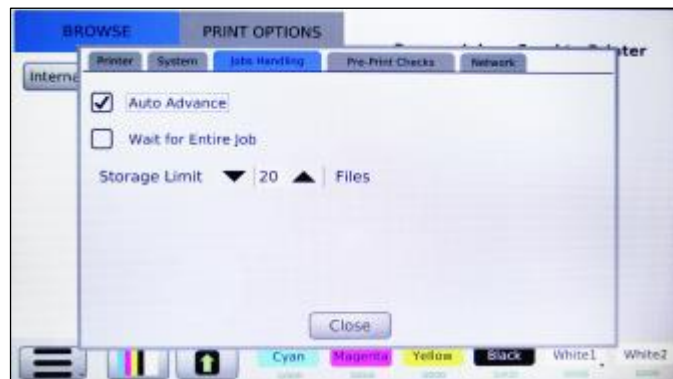 BROWSE PRINT OPTIONS
Printer System Jobs Handling Pre-Print Checks Network
Interna
Auto Advance
Wait for Entire Job
Storage Limit 20 Files
Close
Cyan Magenta Yellow Black White1 White2